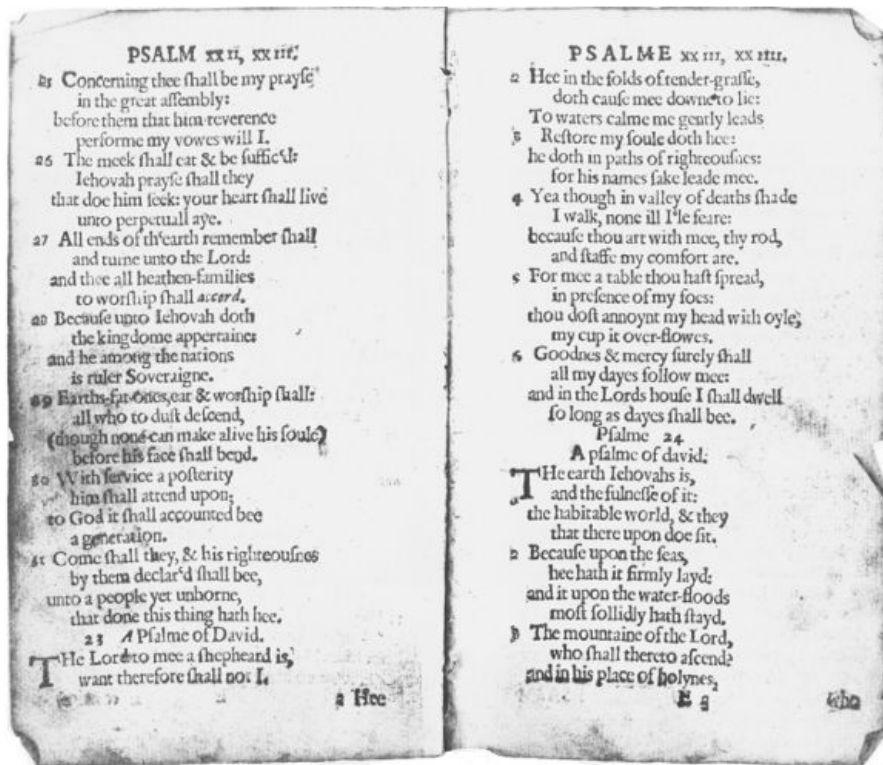 PSALM xxii, xxiii.
25 Concerning thee ſhall be my prayſe
in the great aſſembly:
before them that him reverence
performe my vowes will I.
26 The meek ſhall eat & be ſuffic'd:
Iehovah prayſe ſhall they
that doe him ſeek: your heart ſhall live
unto perpetuall aye.
27 All ends of th'earth remember ſhall
and turne unto the Lord:
and thee all heathen-families
to worſhip ſhall accord.
28 Becauſe unto Iehovah doth
the kingdome appertaine:
and he among the nations
is ruler Soveraigne.
29 Earths-fat-ones, eat & worſhip ſhall:
all who to duſt deſcend,
(though none can make alive his ſoule)
before his face ſhall bend.
30 With ſervice a poſterity
him ſhall attend upon;
to God it ſhall accounted bee
a generation.
31 Come ſhall they, & his righteouſnes
by them declar'd ſhall bee,
unto a people yet unborne,
that done this thing hath hee.
23 A Pſalme of David.
THe Lord to mee a ſhepheard is,
want therefore ſhall not I.
2 Hee
PSALME xxiii, xxiiii.
2 Hee in the folds of tender-graſſe,
doth cauſe mee downe to lie:
To waters calme me gently leads
3 Reſtore my ſoule doth hee:
he doth in paths of righteouſnes:
for his names ſake leade mee.
4 Yea though in valley of deaths ſhade
I walk, none ill I'le feare:
becauſe thou art with mee, thy rod,
and ſtaffe my comfort are.
5 For mee a table thou haſt ſpread,
in preſence of my foes:
thou doſt annoynt my head with oyle,
my cup it over-flowes.
6 Goodnes & mercy ſurely ſhall
all my dayes follow mee:
and in the Lords houſe I ſhall dwell
ſo long as dayes ſhall bee.
Pſalme 24
A pſalme of david.
THe earth Iehovahs is,
and the fulneſſe of it:
the habitable world, & they
that there upon doe ſit.
2 Becauſe upon the ſeas,
hee hath it firmly layd:
and it upon the water-floods
moſt ſollidly hath ſtayd.
3 The mountaine of the Lord,
who ſhall thereto aſcend?
and in his place of holynes,
E
who